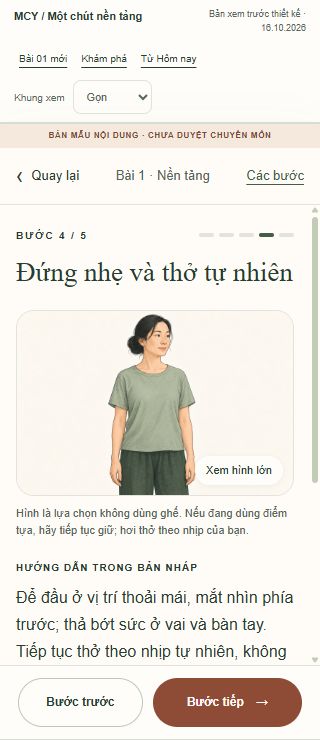 MCY / Một chút nền tảng
Bản xem trước thiết kế ·
16.10.2026
Bài 01 mới
Khám phá
Từ Hôm nay
Khung xem
Gọn
BẢN MẪU NỘI DUNG · CHƯA DUYỆT CHUYÊN MÔN
‹ Quay lại
Bài 1 · Nền tảng
Các bước
BƯỚC 4 / 5
Đứng nhẹ và thở tự nhiên
Xem hình lớn
Hình là lựa chọn không dùng ghế. Nếu đang dùng điểm
tựa, hãy tiếp tục giữ; hơi thở theo nhịp của bạn.
HƯỚNG DẪN TRONG BẢN NHÁP
Để đầu ở vị trí thoải mái, mắt nhìn phía
trước; thả bớt sức ở vai và bàn tay.
Tiếp tục thở theo nhịp tự nhiên, không
Bước trước
Bước tiếp →